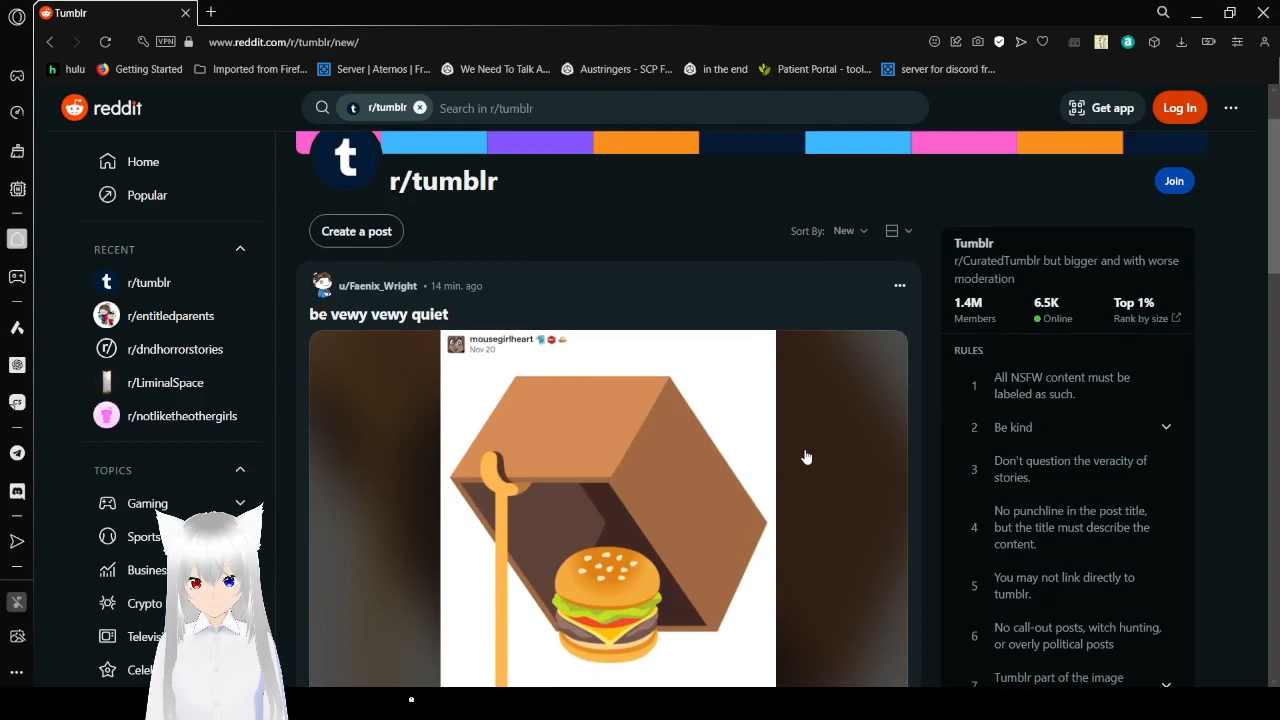 Tumblr
VPN
www.reddit.com/r/tumblr/new/
hulu
Getting Started
Imported from Firef...
Server | Aternos | Fr...
We Need To Talk A...
Austringers - SCP F...
in the end
Patient Portal - tool...
server for discord fr...
reddit
r/tumblr
Search in r/tumblr
Get app
Log In
Home
Popular
RECENT
r/tumblr
r/entitledparents
r/dndhorrorstories
r/LiminalSpace
r/notliketheothergirls
TOPICS
Gaming
Sports
Busines
Crypto
Televis
Celeb
t
r/tumblr
Join
Create a post
Sort By: New
u/Faenix_Wright • 14 min. ago
be vewy vewy quiet
mousegirlheart
Nov 20
Tumblr
r/CuratedTumblr but bigger and with worse
moderation
1.4M 6.5K Top 1%
Members Online Rank by size
RULES
1 All NSFW content must be
labeled as such.
2 Be kind
3 Don't question the veracity of
stories.
4 No punchline in the post title,
but the title must describe the
content.
5 You may not link directly to
tumblr.
6 No call-out posts, witch hunting,
or overly political posts
7 Tumblr part of the image